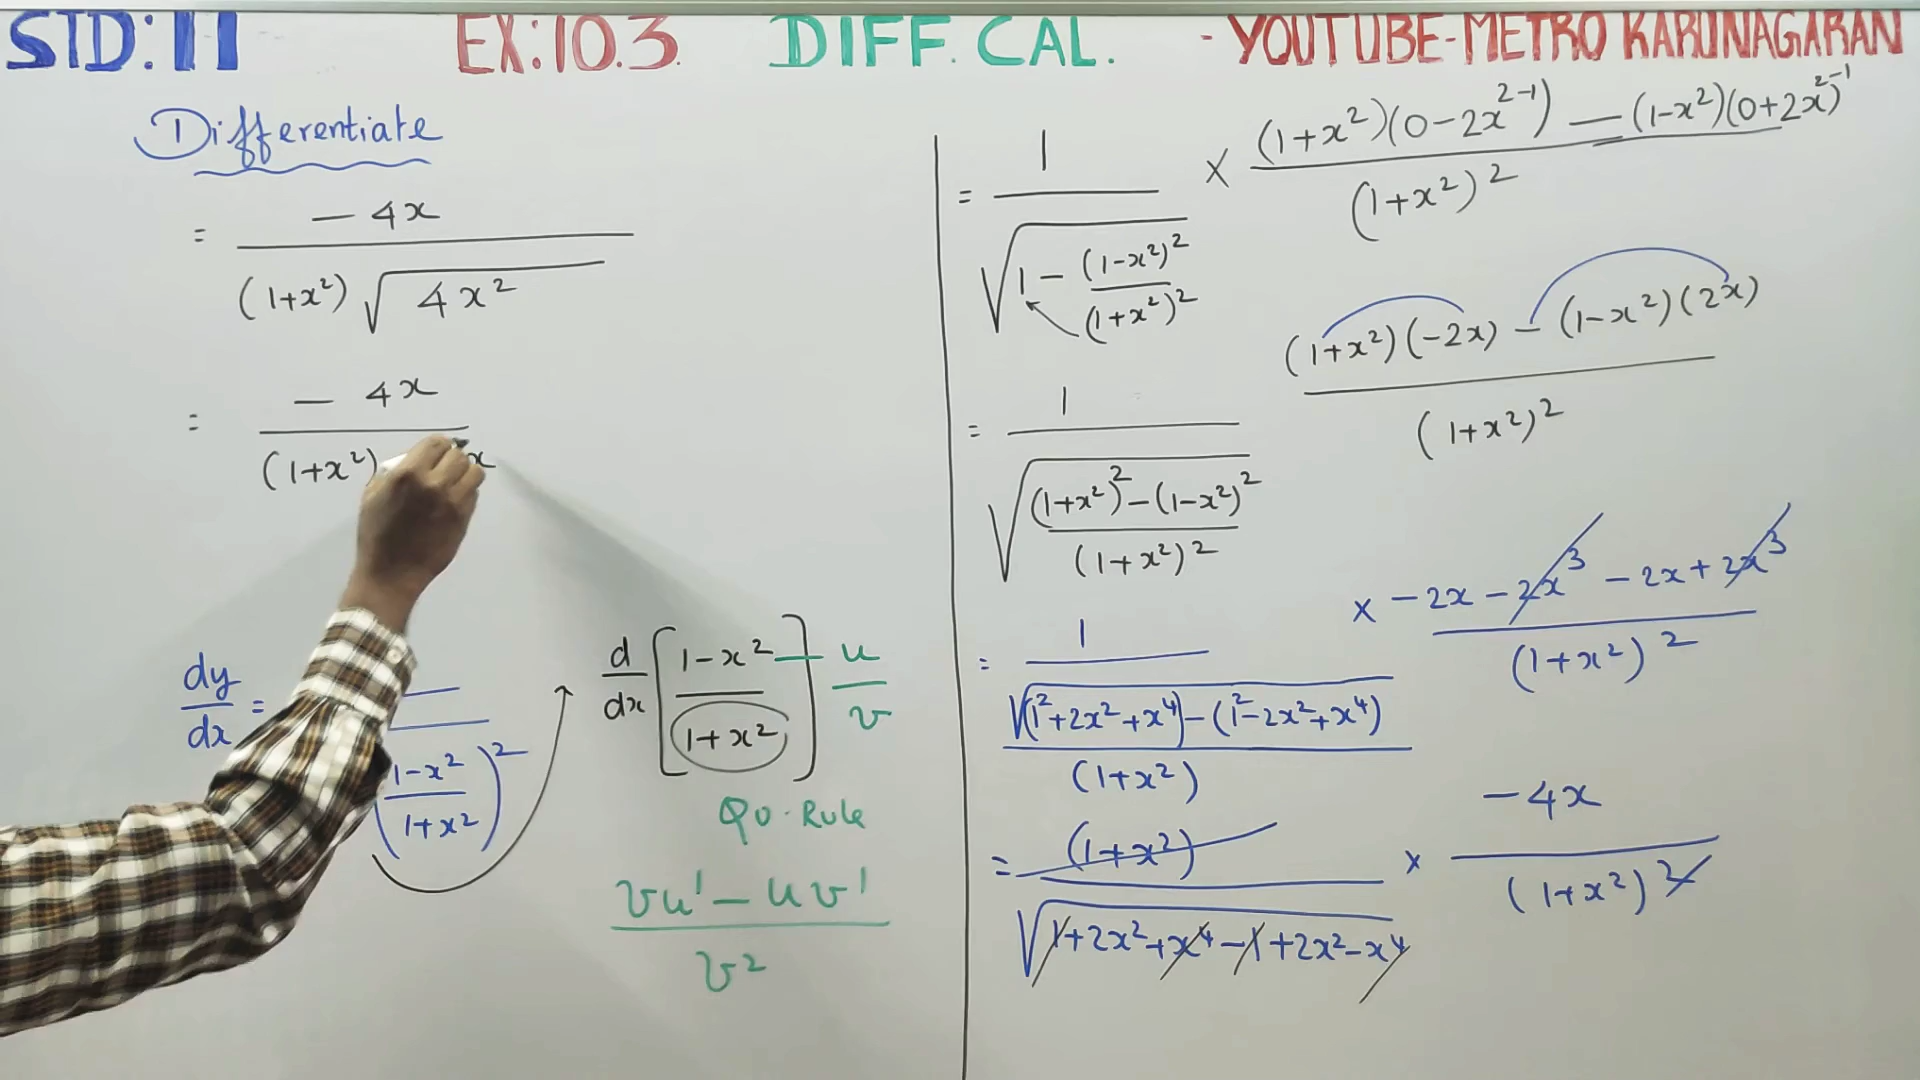 STD: 11 EX: 10.3. DIFF. CAL. - YOUTUBE-METRO KARUNAGARAN
Differentiate
= - 4x
(1+x²) √4x²
= - 4x
(1+x²) x
dy/dx =
(1-x²/1+x²)²
d/dx [1-x²/1+x²] u/v
Qo. Rule
vu' - uv'
v²
= 1 × (1+x²)(0-2x²⁻¹) — (1-x²)(0+2x²⁻¹)
√1 - (1-x²)²/(1+x²)² (1+x²)²
(1+x²)(-2x) - (1-x²)(2x)
(1+x²)²
= 1
√(1+x²)² - (1-x²)²/(1+x²)²
= 1 × -2x - 2x³ - 2x + 2x³
√(1²+2x²+x⁴) - (1²-2x²+x⁴) (1+x²)²
(1+x²)
= (1+x²) × -4x
√1+2x²+x⁴-1+2x²-x⁴ (1+x²)²